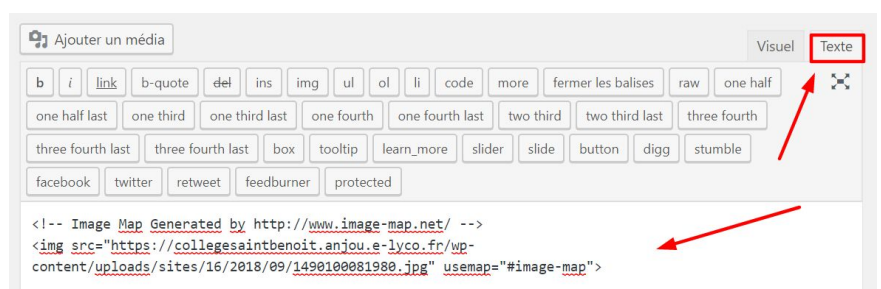 Ajouter un média
Visuel Texte
b i link b-quote del ins img ul ol li code more fermer les balises raw one half
one half last one third one third last one fourth one fourth last two third two third last three fourth
three fourth last three fourth last box tooltip learn_more slider slide button digg stumble
facebook twitter retweet feedburner protected
<!-- Image Map Generated by http://www.image-map.net/ -->
<img src="https://collegesaintbenoit.anjou.e-lyco.fr/wp-
content/uploads/sites/16/2018/09/1490100081980.jpg" usemap="#image-map">